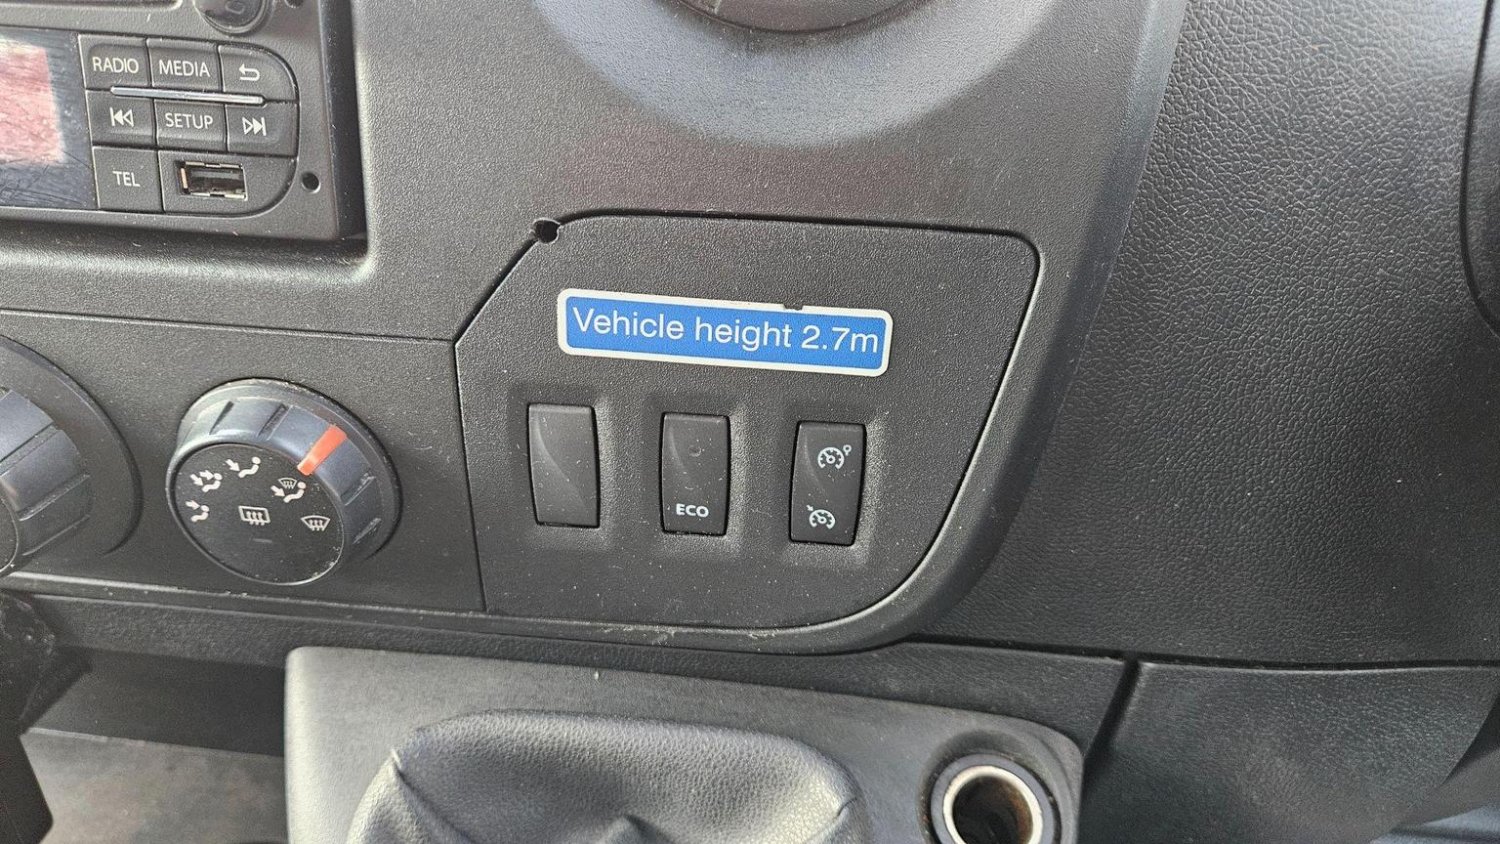 RADIO MEDIA
SETUP
TEL
Vehicle height 2.7m
ECO